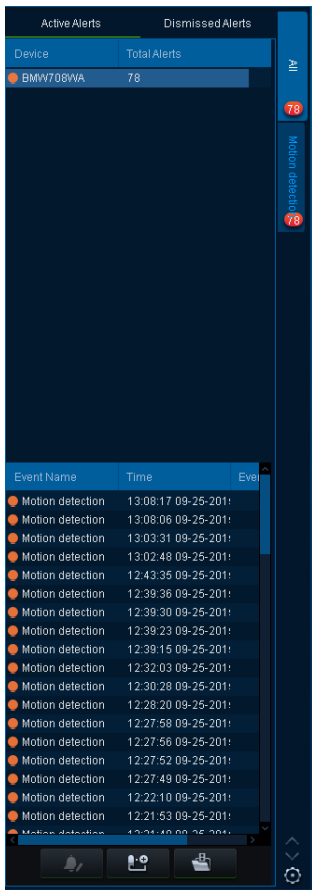 Active Alerts Dismissed Alerts
Device Total Alerts
BMW708WA 78
All
78
Motion detection
78
Event Name Time Eve
Motion detection 13:08:17 09-25-201
Motion detection 13:08:06 09-25-201
Motion detection 13:03:31 09-25-201
Motion detection 13:02:48 09-25-201
Motion detection 12:43:35 09-25-201
Motion detection 12:39:36 09-25-201
Motion detection 12:39:30 09-25-201
Motion detection 12:39:23 09-25-201
Motion detection 12:39:15 09-25-201
Motion detection 12:32:03 09-25-201
Motion detection 12:30:28 09-25-201
Motion detection 12:28:20 09-25-201
Motion detection 12:27:58 09-25-201
Motion detection 12:27:56 09-25-201
Motion detection 12:27:52 09-25-201
Motion detection 12:27:49 09-25-201
Motion detection 12:22:10 09-25-201
Motion detection 12:21:53 09-25-201
Motion detection